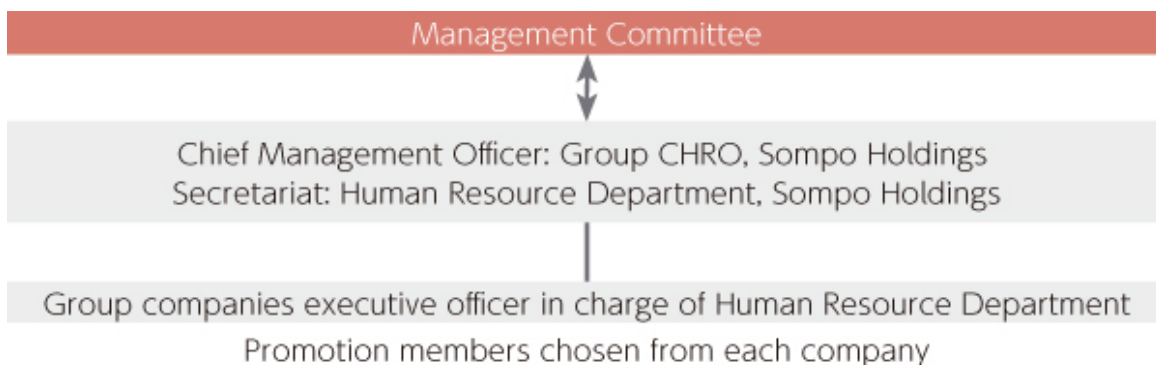 Management Committee
Chief Management Officer: Group CHRO, Sompo Holdings
Secretariat: Human Resource Department, Sompo Holdings
Group companies executive officer in charge of Human Resource Department
Promotion members chosen from each company